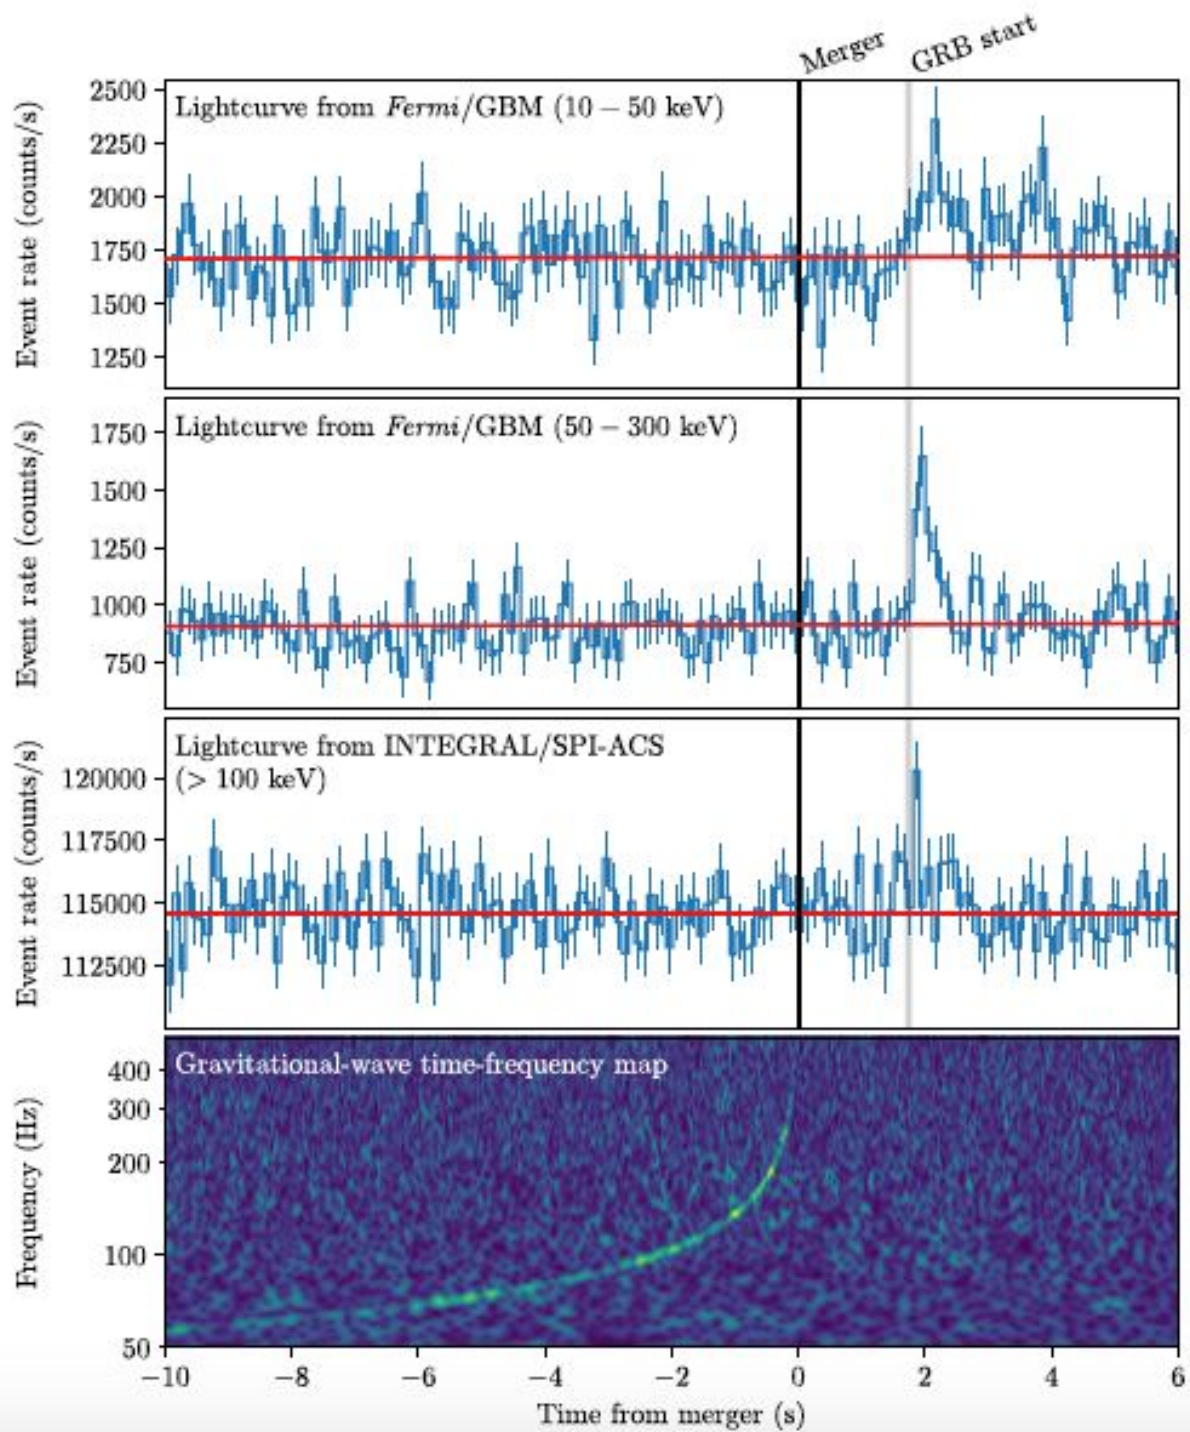 Merger GRB start
Lightcurve from Fermi/GBM (10 – 50 keV)
Event rate (counts/s)
2500
2250
2000
1750
1500
1250
Lightcurve from Fermi/GBM (50 – 300 keV)
Event rate (counts/s)
1750
1500
1250
1000
750
Lightcurve from INTEGRAL/SPI-ACS
(> 100 keV)
Event rate (counts/s)
120000
117500
115000
112500
Gravitational-wave time-frequency map
Frequency (Hz)
400
300
200
100
50
−10 −8 −6 −4 −2 0 2 4 6
Time from merger (s)